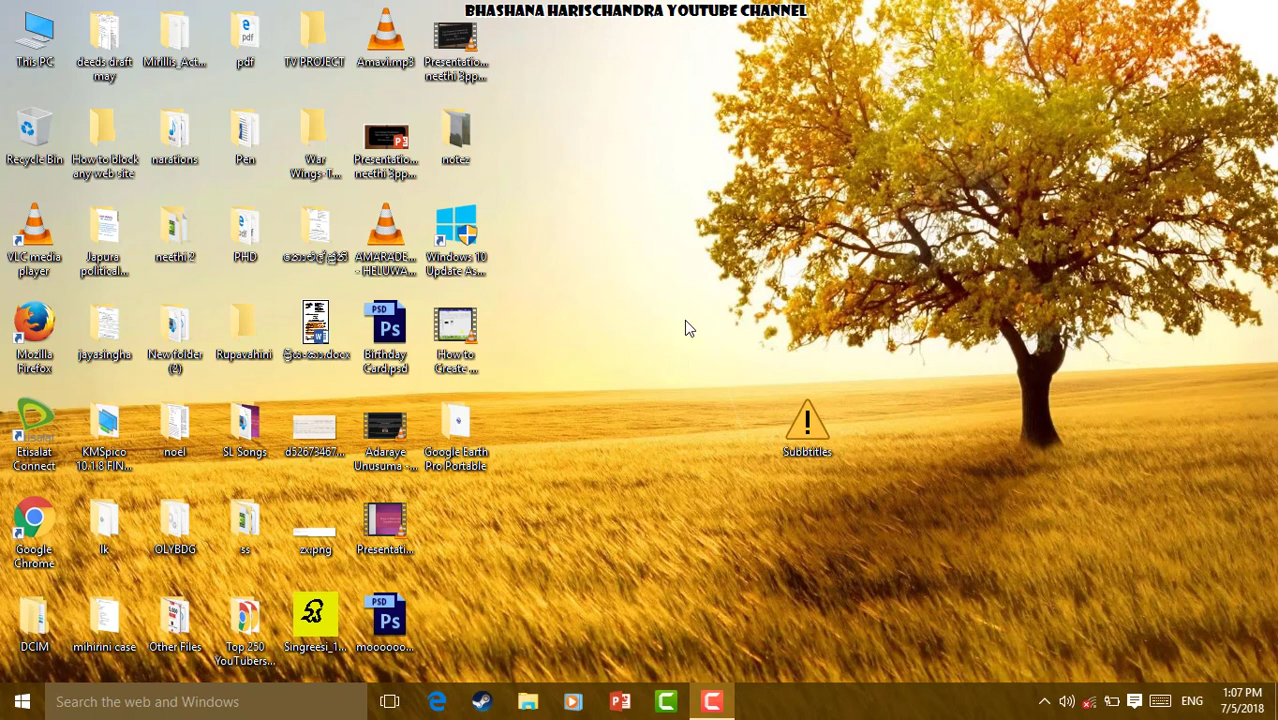 BHASHANA HARISCHANDRA YOUTUBE CHANNEL
This PC
deeds draft
may
Mirillis_Act...
pdf
TV PROJECT
Amavi.mp3
Presentatio...
neethi 3pp...
Recycle Bin
How to block
any web site
narations
Pen
War
Wings-T...
Presentatio...
neethi 3pp...
notez
VLC media
player
Japura
political...
neethi 2
PHD
AMARADE...
- HELUWA...
Windows 10
Update As...
Mozilla
Firefox
jayasingha
New folder
(2)
Rupavahini
Birthday
Card.psd
How to
Create ...
Etisalat
Connect
KMSpico
10.1.8 FIN...
noel
SL Songs
d52673467...
Adaraye
Unusuma -...
Google Earth
Pro Portable
Subbtitles
Google
Chrome
lk
OLYBDG
ss
zx.png
Presentati...
DCIM
mihirini case
Other Files
Top 250
YouTubers...
Singreesi_1...
moooooo...
Search the web and Windows
ENG
1:07 PM
7/5/2018